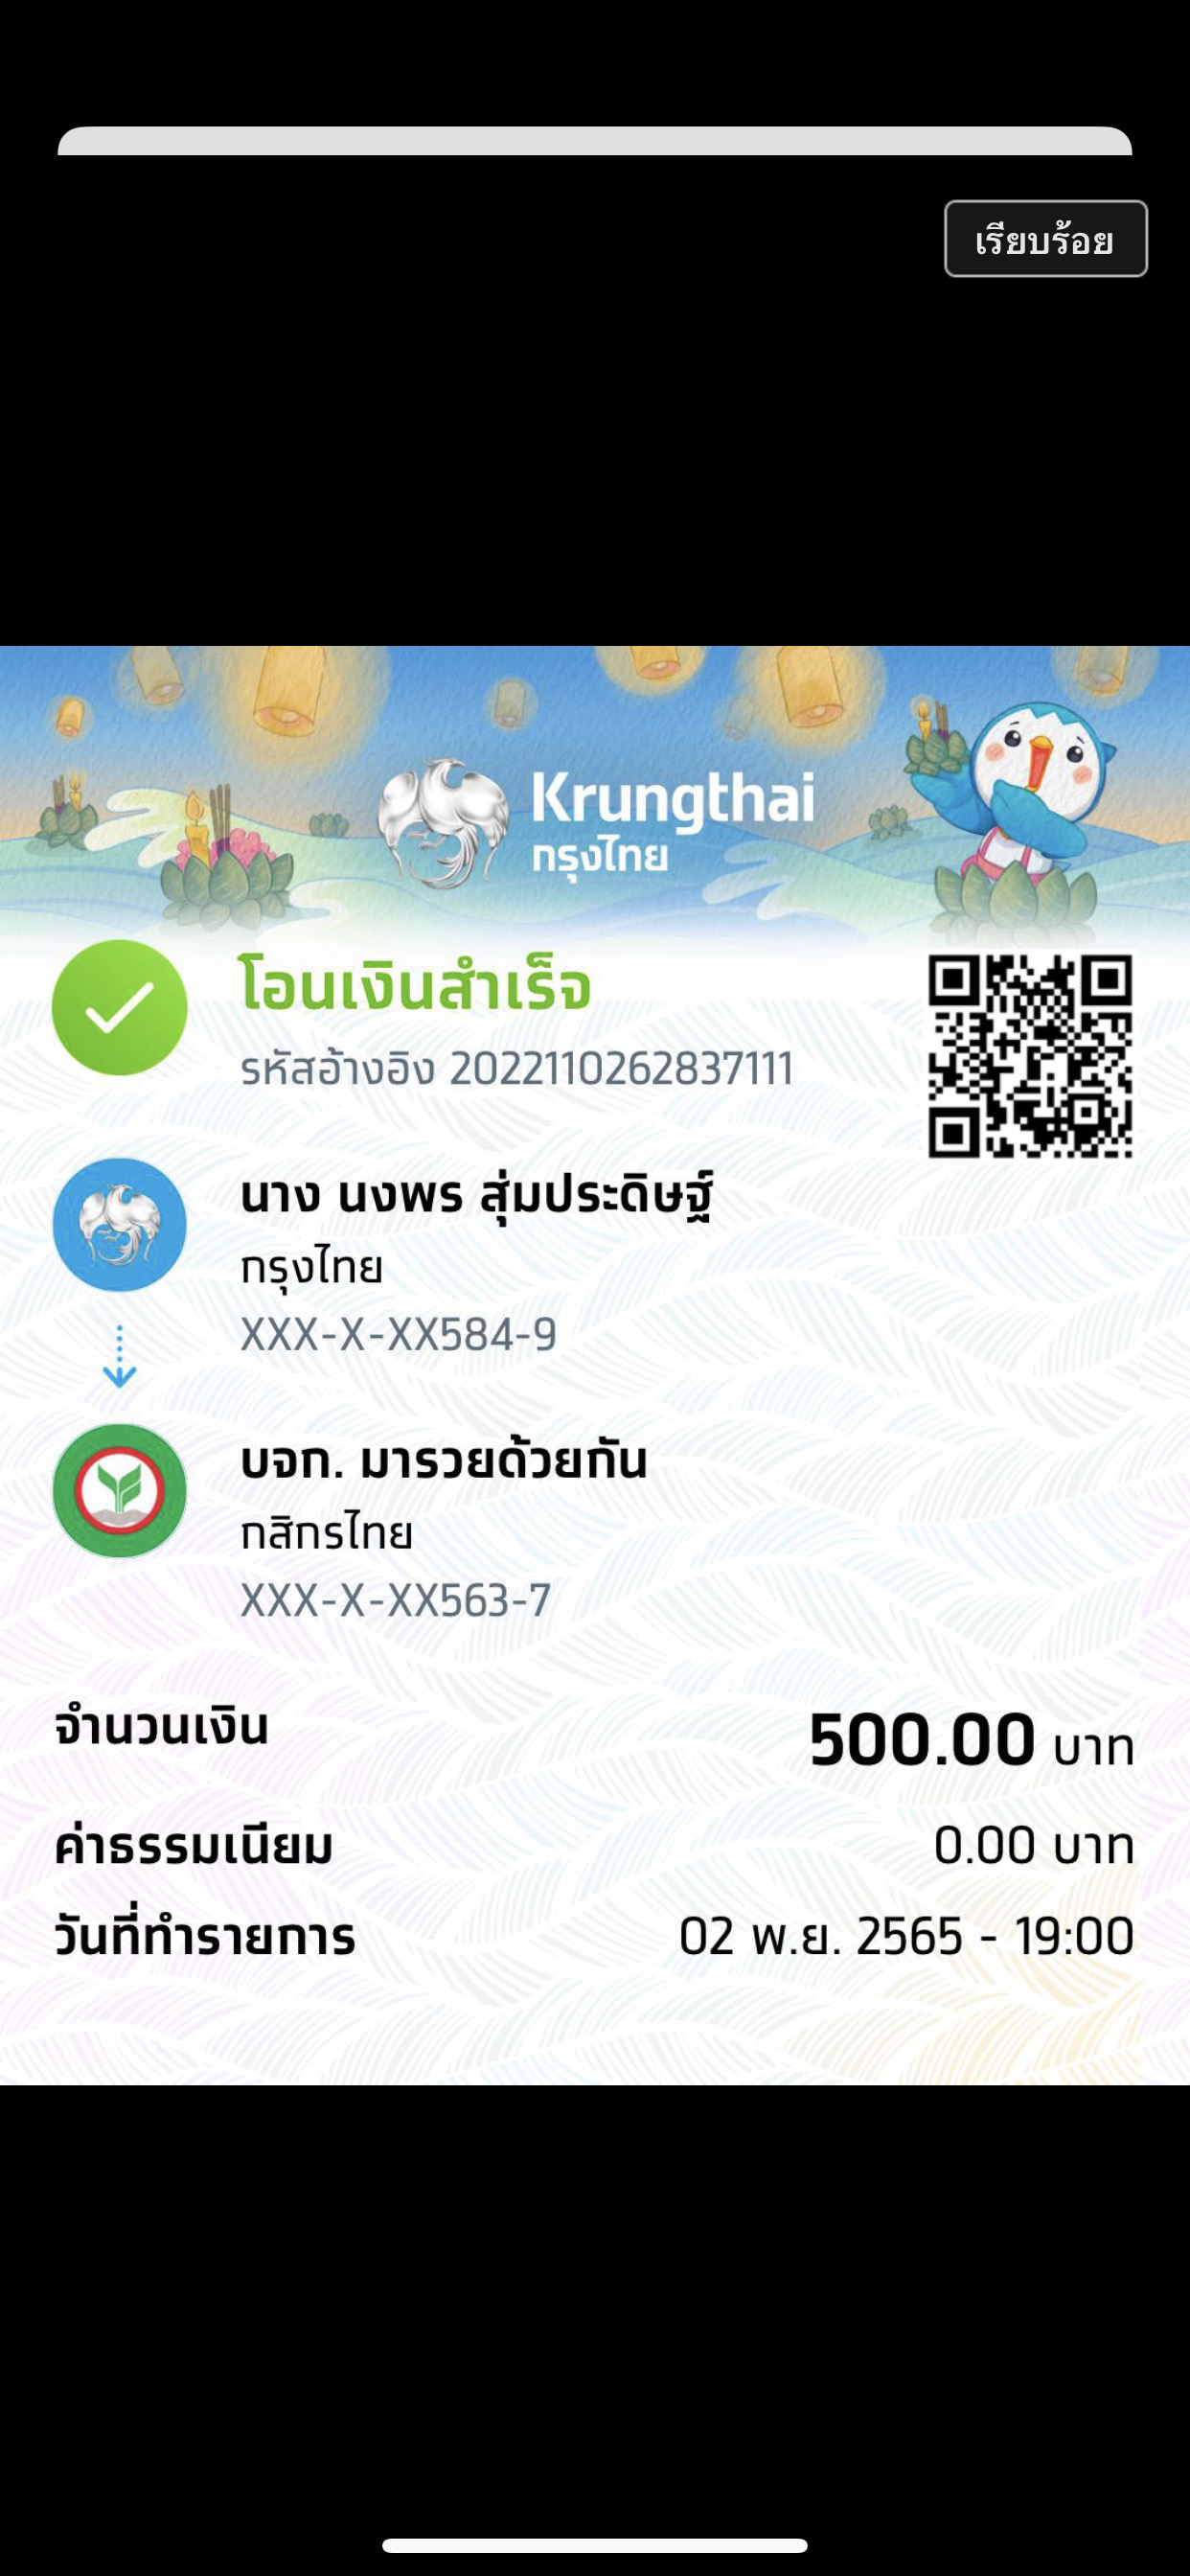 เรียบร้อย
Krungthai
กรุงไทย
โอนเงินสำเร็จ
รหัสอ้างอิง 2022110262837111
นาง นงพร สุ่มประดิษฐ์
กรุงไทย
XXX-X-XX584-9
บจก. มารวยด้วยกัน
กสิกรไทย
XXX-X-XX563-7
จำนวนเงิน 500.00 บาท
ค่าธรรมเนียม 0.00 บาท
วันที่ทำรายการ 02 พ.ย. 2565 - 19:00